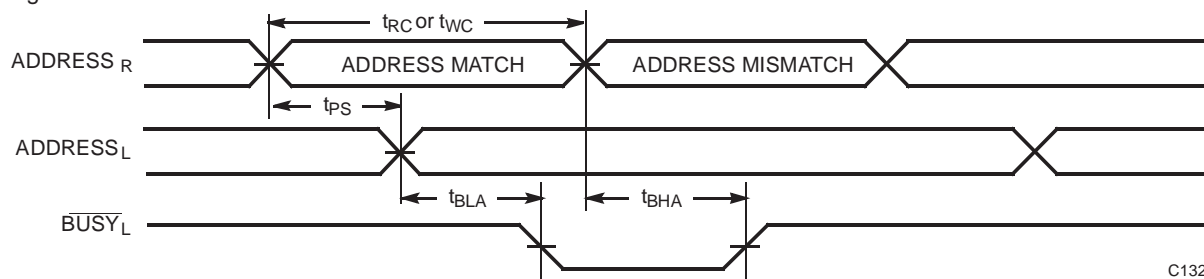 tRC or tWC
ADDRESS R
ADDRESS MATCH
ADDRESS MISMATCH
tPS
ADDRESSL
tBLA
tBHA
BUSYL
C132